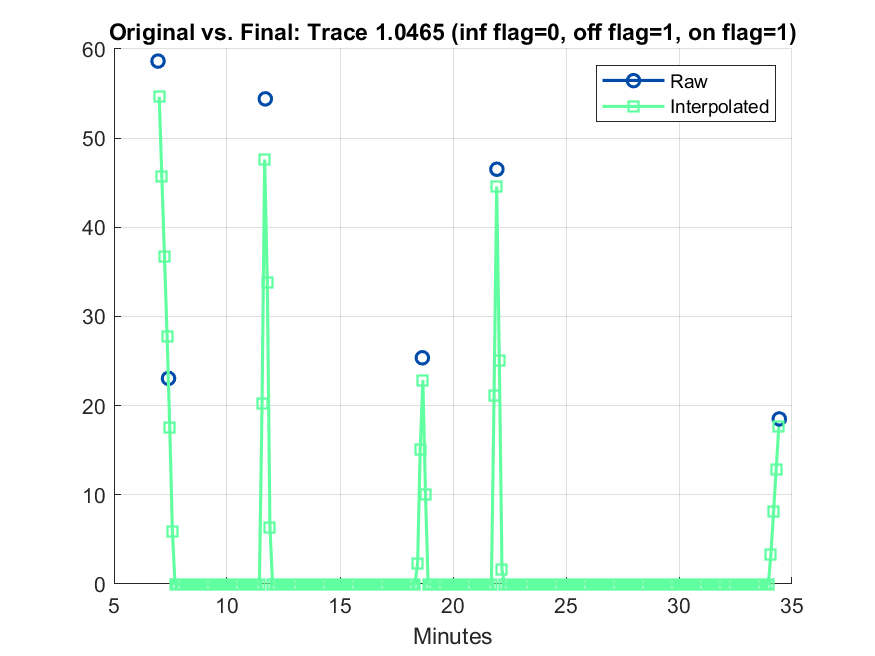 Original vs. Final: Trace 1.0465 (inf flag=0, off flag=1, on flag=1)
60
50
40
30
20
10
0
Raw
Interpolated
5 10 15 20 25 30 35
Minutes